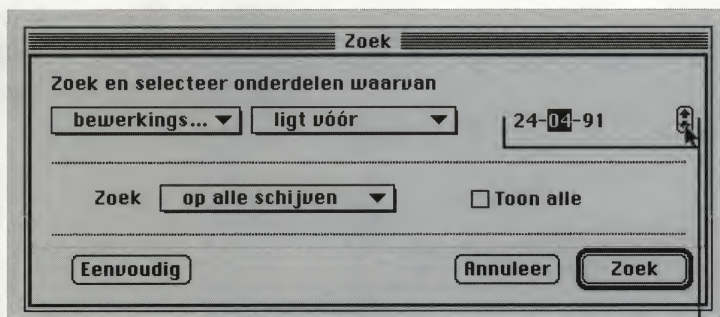 Zoek
Zoek en selecteer onderdelen waarvan
bewerkings... ligt vóór 24-04-91
Zoek op alle schijven Toon alle
Eenvoudig Annuleer Zoek